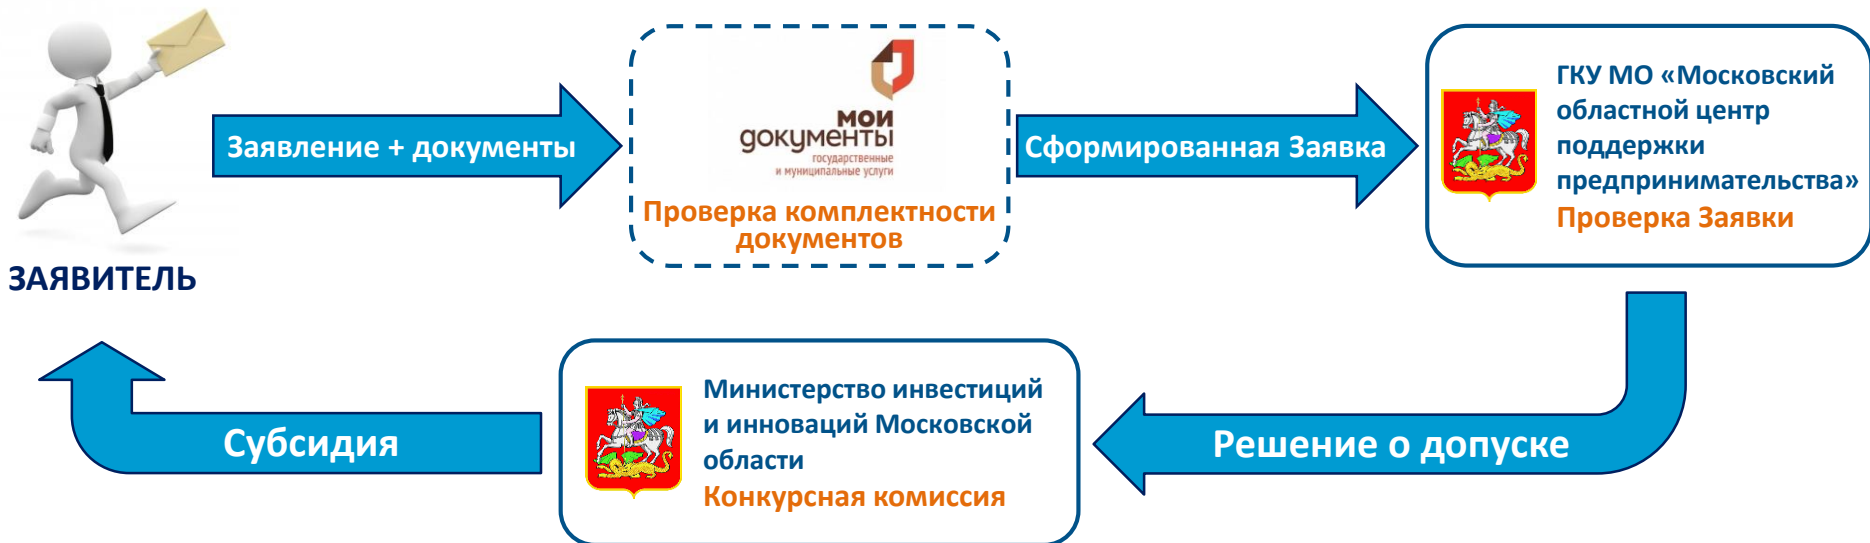 ЗАЯВИТЕЛЬ
Заявление + документы
мои
документы
государственные
и муниципальные услуги
Проверка комплектности
документов
Сформированная Заявка
ГКУ МО «Московский
областной центр
поддержки
предпринимательства»
Проверка Заявки
Решение о допуске
Министерство инвестиций
и инноваций Московской
области
Конкурсная комиссия
Субсидия